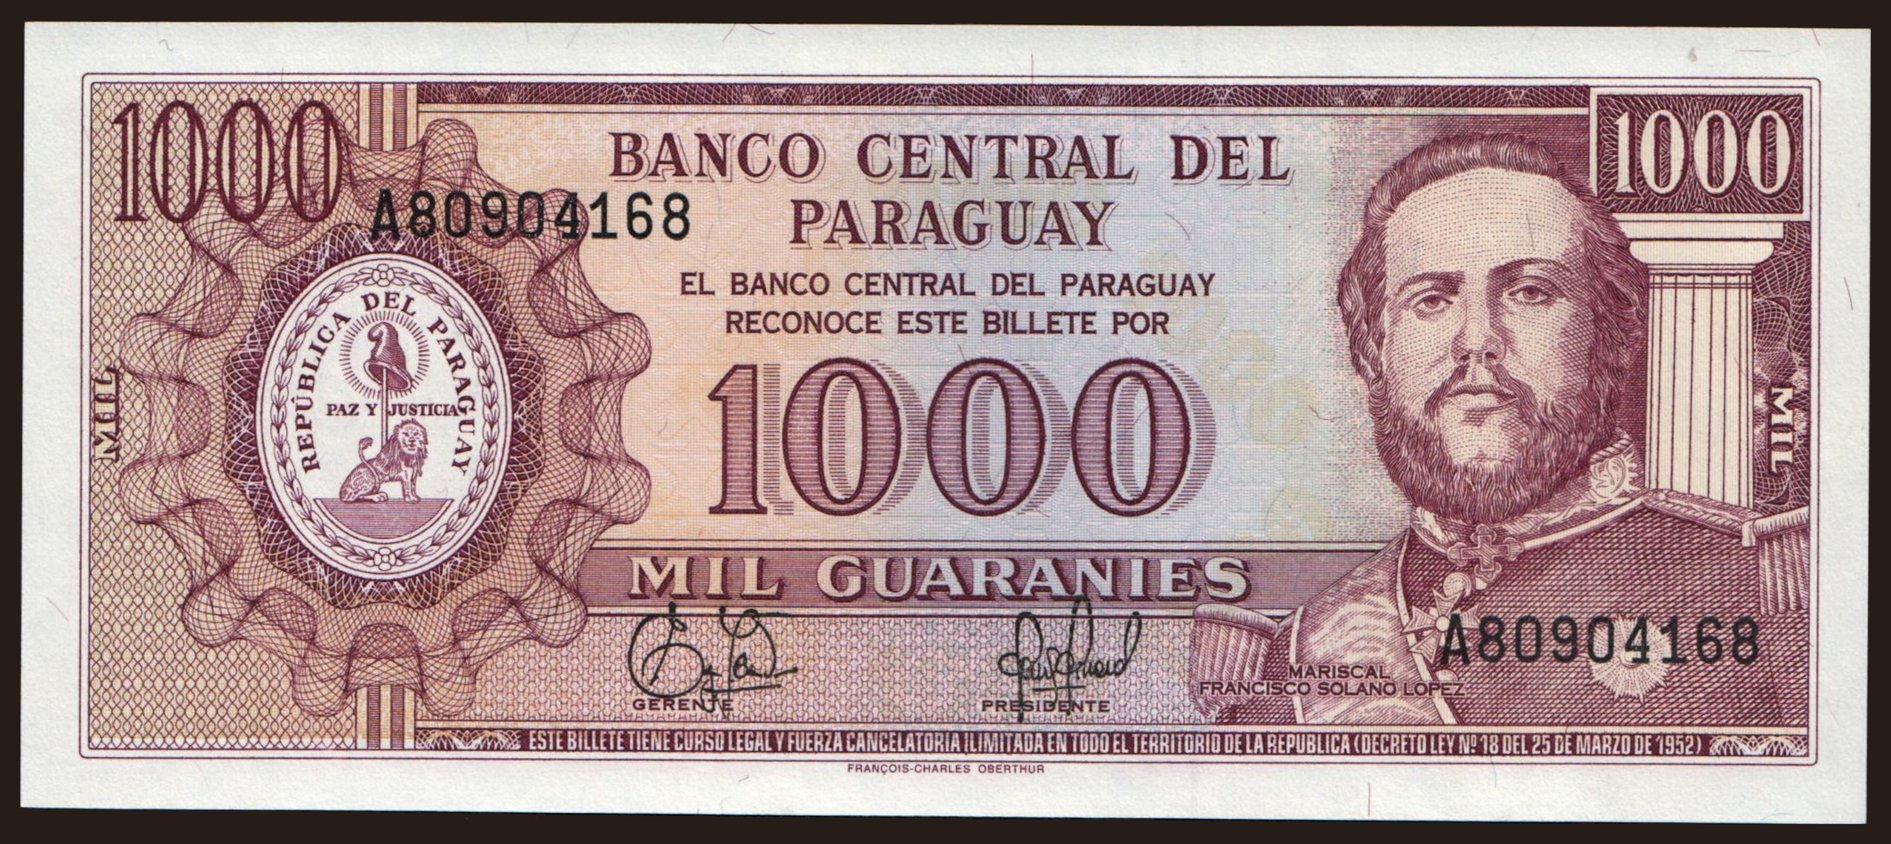 1000
1000
BANCO CENTRAL DEL
PARAGUAY
A80904168
EL BANCO CENTRAL DEL PARAGUAY
RECONOCE ESTE BILLETE POR
1000
REPÚBLICA DEL PARAGUAY
PAZ Y JUSTICIA
MIL
MIL
MIL GUARANIES
A80904168
GERENTE
PRESIDENTE
MARISCAL
FRANCISCO SOLANO LOPEZ
ESTE BILLETE TIENE CURSO LEGAL Y FUERZA CANCELATORIA ILIMITADA EN TODO EL TERRITORIO DE LA REPUBLICA (DECRETO LEY Nº 18 DEL 25 DE MARZO DE 1952)
FRANÇOIS-CHARLES OBERTHUR